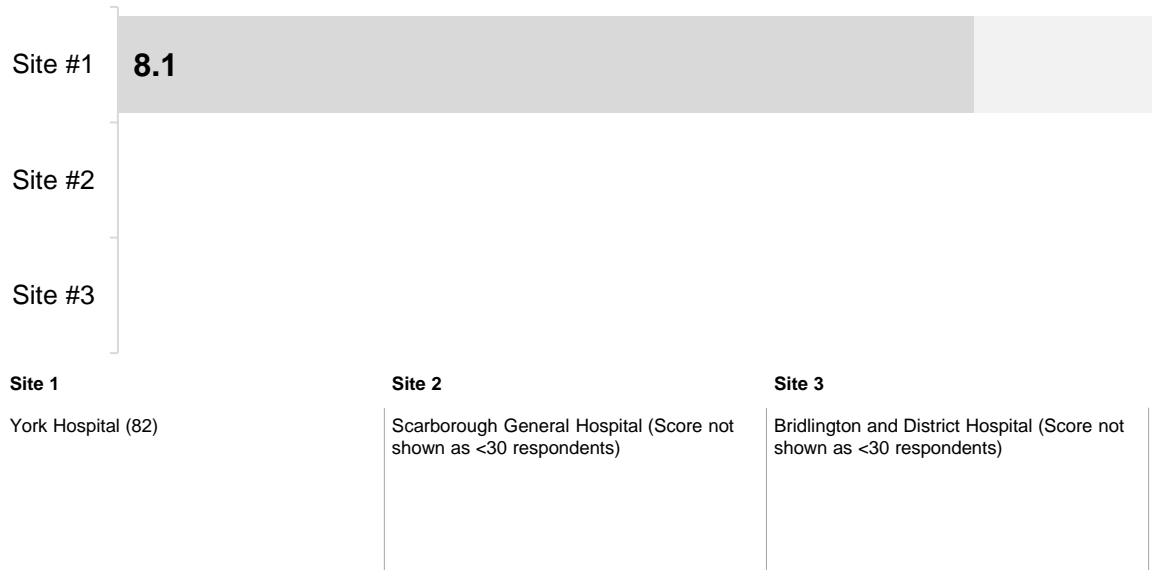 Site #1
8.1
Site #2
Site #3
Site 1
Site 2
Site 3
York Hospital (82)
Scarborough General Hospital (Score not
shown as <30 respondents)
Bridlington and District Hospital (Score not
shown as <30 respondents)